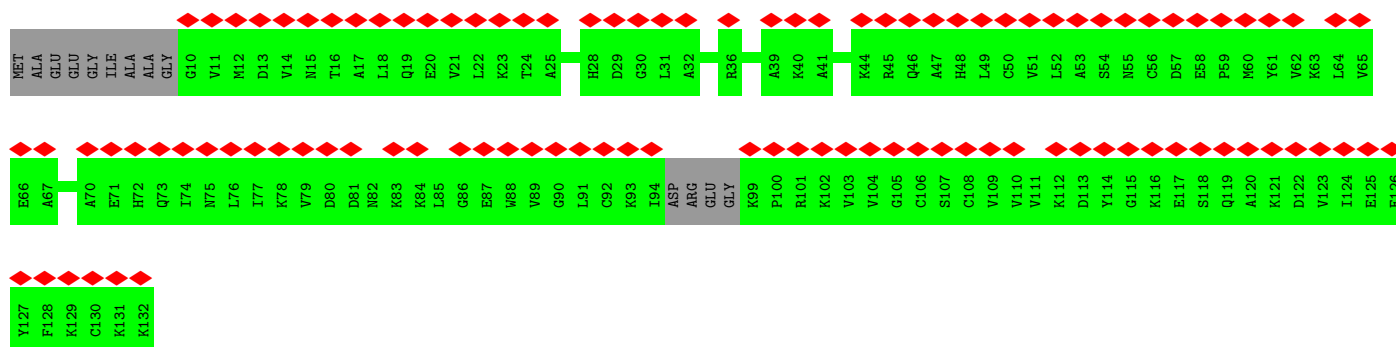 MET ALA GLU GLU GLY ILE ALA ALA GLY G10 V11 M12 D13 V14 N15 T16 A17 L18 Q19 E20 V21 L22 K23 T24 A25 H28 D29 G30 L31 A32 R36 A39 K40 A41 K44 R45 Q46 A47 H48 L49 C50 V51 L52 A53 S54 N55 C56 D57 E58 P59 M60 Y61 V62 K63 L64 V65
E66 A67 A70 E71 H72 Q73 I74 N75 L76 I77 K78 V79 D80 D81 N82 K83 K84 L85 G86 E87 W88 V89 G90 L91 C92 K93 I94 ASP ARG GLU GLY K99 P100 R101 K102 V103 V104 G105 C106 S107 C108 V109 V110 V111 K112 D113 Y114 G115 K116 E117 S118 Q119 A120 K121 D122 V123 I124 E125
Y127 F128 K129 C130 K131 K132